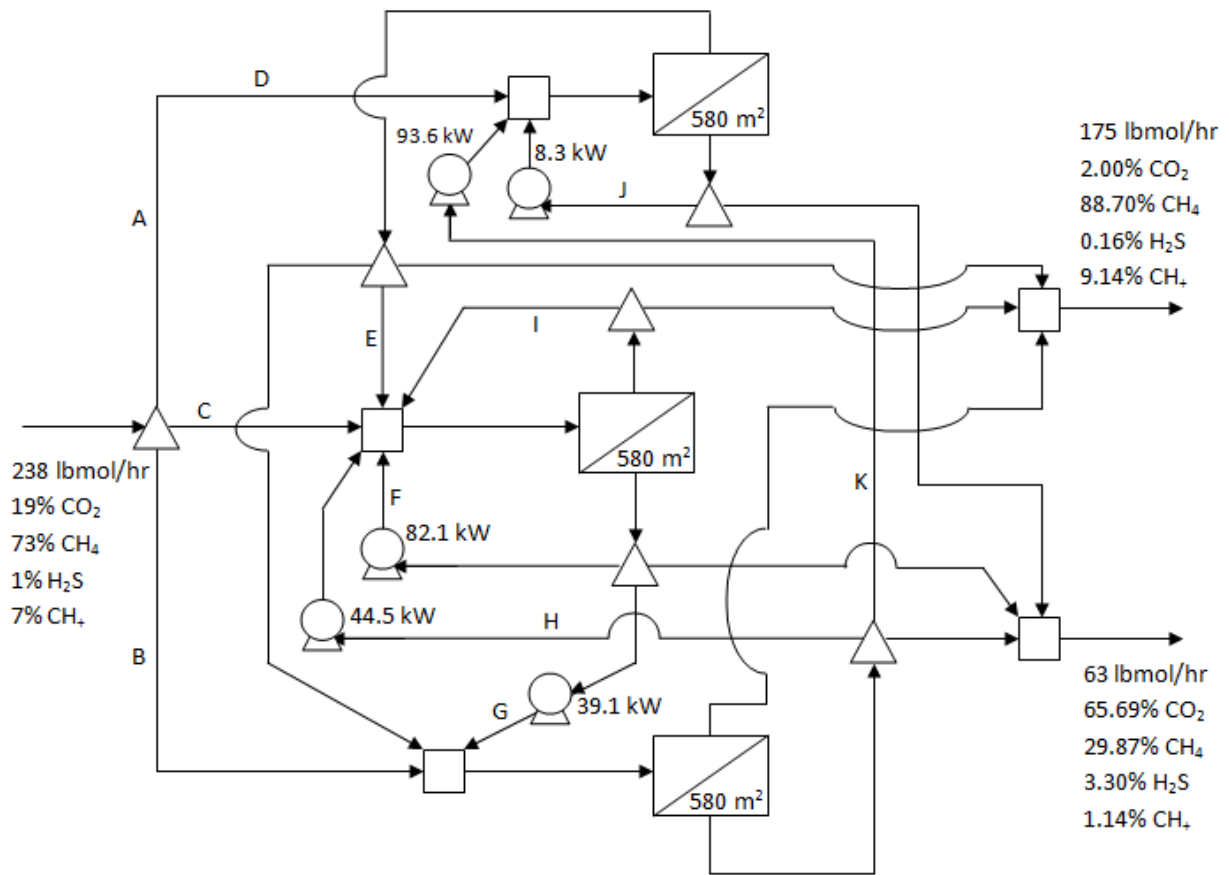 D
580 m²
93.6 kW
8.3 kW
J
175 lbmol/hr
2.00% CO₂
88.70% CH₄
0.16% H₂S
9.14% CH₊
A
E
I
C
580 m²
238 lbmol/hr
19% CO₂
73% CH₄
1% H₂S
7% CH₊
F
82.1 kW
K
44.5 kW
H
B
39.1 kW
G
580 m²
63 lbmol/hr
65.69% CO₂
29.87% CH₄
3.30% H₂S
1.14% CH₊